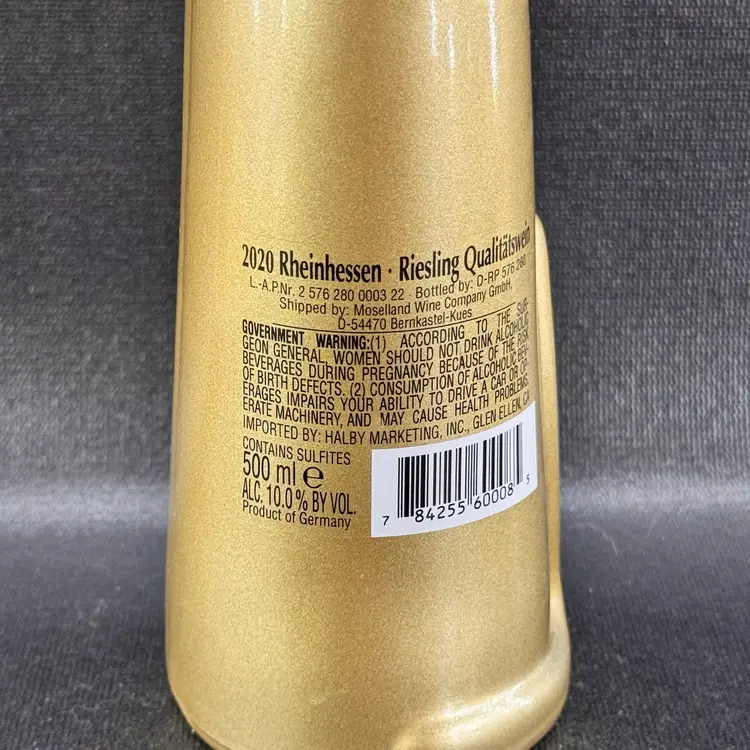 2020 Rheinhessen · Riesling Qualitätswein
L.-A.P.Nr. 2 576 280 0003 22 · Bottled by: D-RP 576 280
Shipped by: Moselland Wine Company GmbH,
D-54470 Bernkastel-Kues
GOVERNMENT WARNING:(1) ACCORDING TO THE SUR-
GEON GENERAL, WOMEN SHOULD NOT DRINK ALCOHOLIC
BEVERAGES DURING PREGNANCY BECAUSE OF THE RISK
OF BIRTH DEFECTS. (2) CONSUMPTION OF ALCOHOLIC BEV-
ERAGES IMPAIRS YOUR ABILITY TO DRIVE A CAR OR OP-
ERATE MACHINERY, AND MAY CAUSE HEALTH PROBLEMS.
IMPORTED BY: HALBY MARKETING, INC., GLEN ELLEN, CA
CONTAINS SULFITES
500 ml ℮
ALC. 10.0 % BY VOL.
Product of Germany
7 84255 60008 5